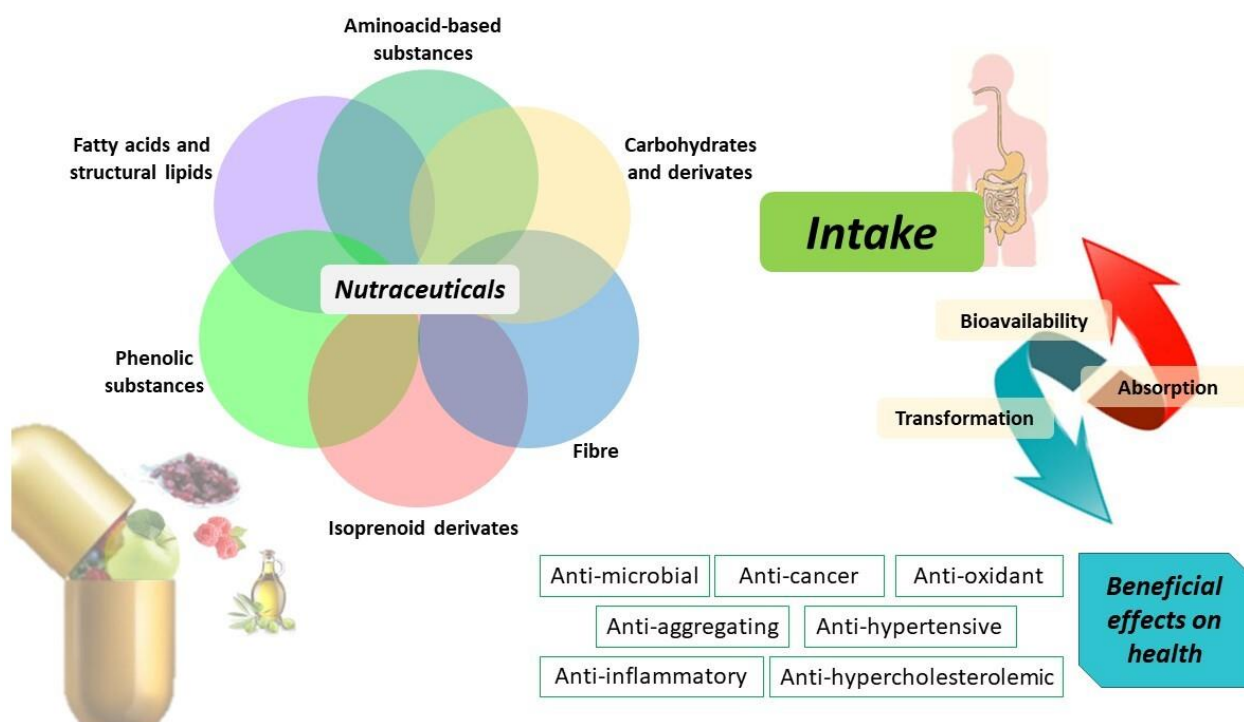 Aminoacid-based
substances
Fatty acids and
structural lipids
Carbohydrates
and derivates
Nutraceuticals
Phenolic
substances
Fibre
Isoprenoid derivates
Intake
Bioavailability
Absorption
Transformation
Anti-microbial
Anti-cancer
Anti-oxidant
Anti-aggregating
Anti-hypertensive
Anti-inflammatory
Anti-hypercholesterolemic
Beneficial
effects on
health